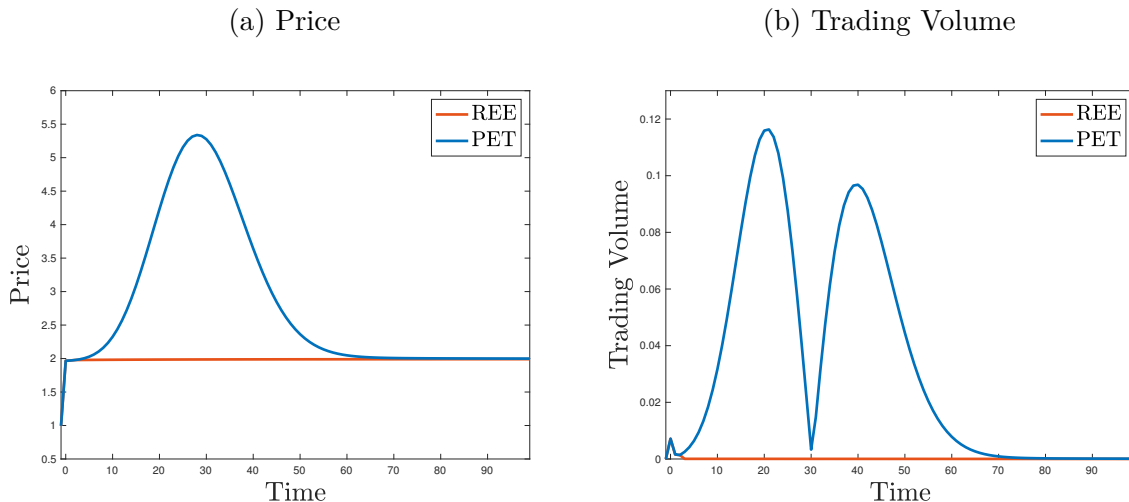 (a) Price
(b) Trading Volume
6
5.5
5
4.5
4
3.5
3
2.5
2
1.5
1
0.5
Price
REE
PET
0 10 20 30 40 50 60 70 80 90
Time
0.12
0.1
0.08
0.06
0.04
0.02
0
Trading Volume
REE
PET
0 10 20 30 40 50 60 70 80 90
Time